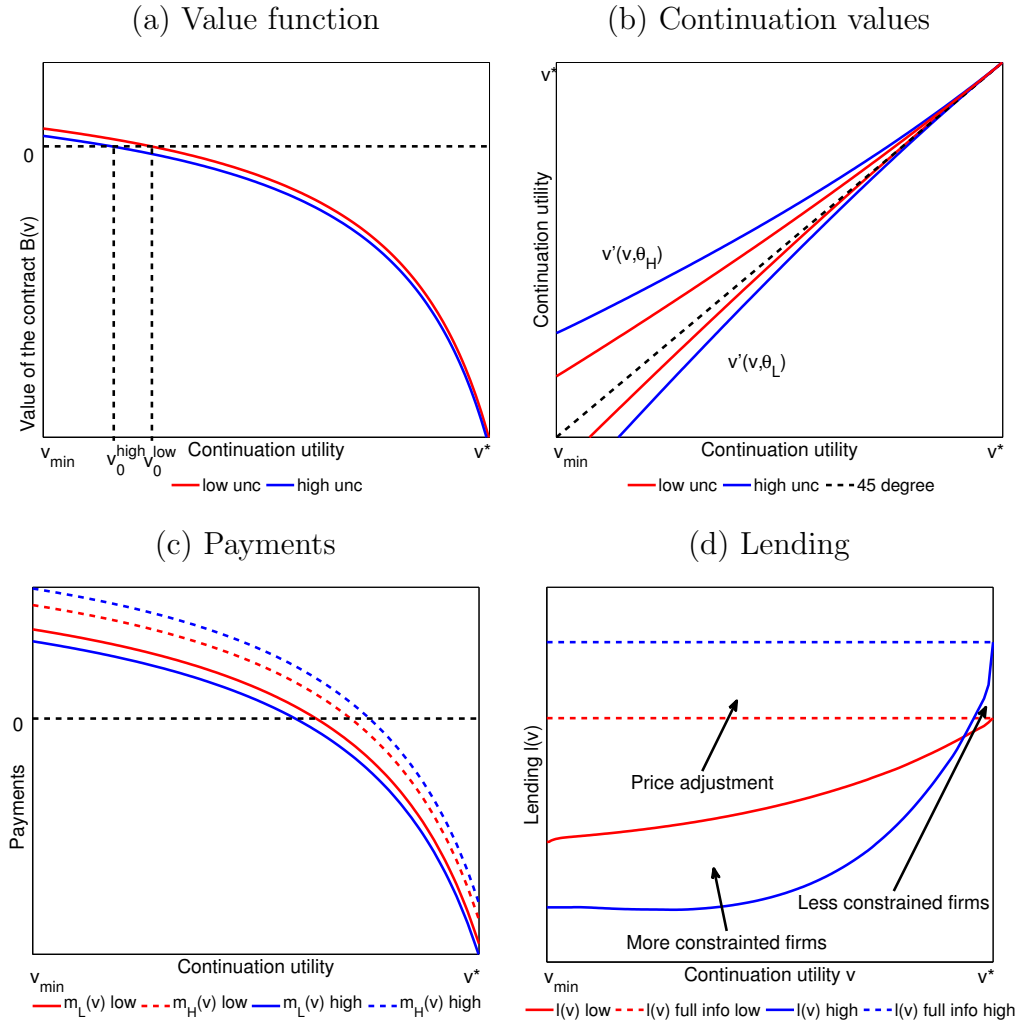 (a) Value function
(b) Continuation values
0
Value of the contract B(v)
v_min
v_0^high
v_0^low
Continuation utility
v*
low unc
high unc
v*
Continuation utility
v'(v,θ_H)
v'(v,θ_L)
v_min
Continuation utility
v*
low unc
high unc
45 degree
(c) Payments
(d) Lending
0
Payments
v_min
Continuation utility
v*
m_L(v) low
m_H(v) low
m_L(v) high
m_H(v) high
Lending l(v)
Price adjustment
Less constrained firms
More constrainted firms
v_min
Continuation utility v
v*
l(v) low
l(v) full info low
l(v) high
l(v) full info high